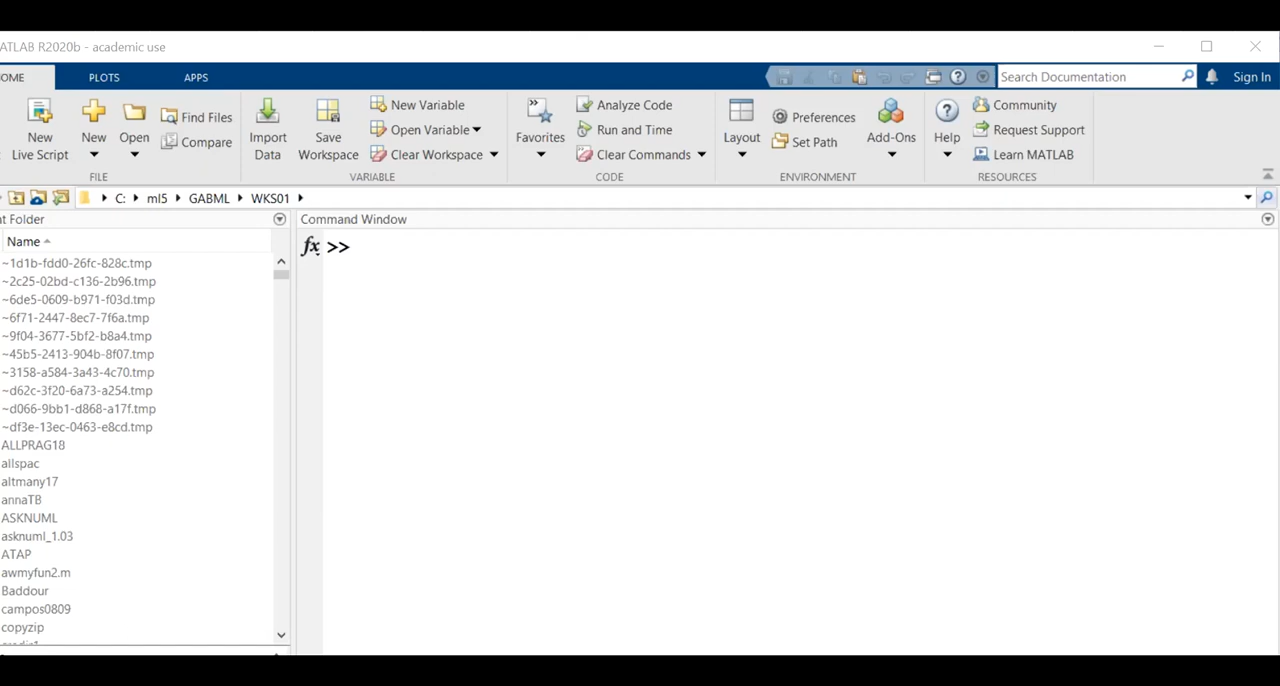 ATLAB R2020b - academic use
OME PLOTS APPS
Search Documentation
Sign In
New Live Script
New
Open
Find Files
Compare
FILE
Import Data
Save Workspace
New Variable
Open Variable
Clear Workspace
VARIABLE
Favorites
Analyze Code
Run and Time
Clear Commands
CODE
Layout
Preferences
Set Path
ENVIRONMENT
Add-Ons
Help
Community
Request Support
Learn MATLAB
RESOURCES
C: ml5 GABML WKS01
t Folder
Command Window
Name
fx >>
~1d1b-fdd0-26fc-828c.tmp
~2c25-02bd-c136-2b96.tmp
~6de5-0609-b971-f03d.tmp
~6f71-2447-8ec7-7f6a.tmp
~9f04-3677-5bf2-b8a4.tmp
~45b5-2413-904b-8f07.tmp
~3158-a584-3a43-4c70.tmp
~d62c-3f20-6a73-a254.tmp
~d066-9bb1-d868-a17f.tmp
~df3e-13ec-0463-e8cd.tmp
ALLPRAG18
allspac
altmany17
annaTB
ASKNUML
asknuml_1.03
ATAP
awmyfun2.m
Baddour
campos0809
copyzip